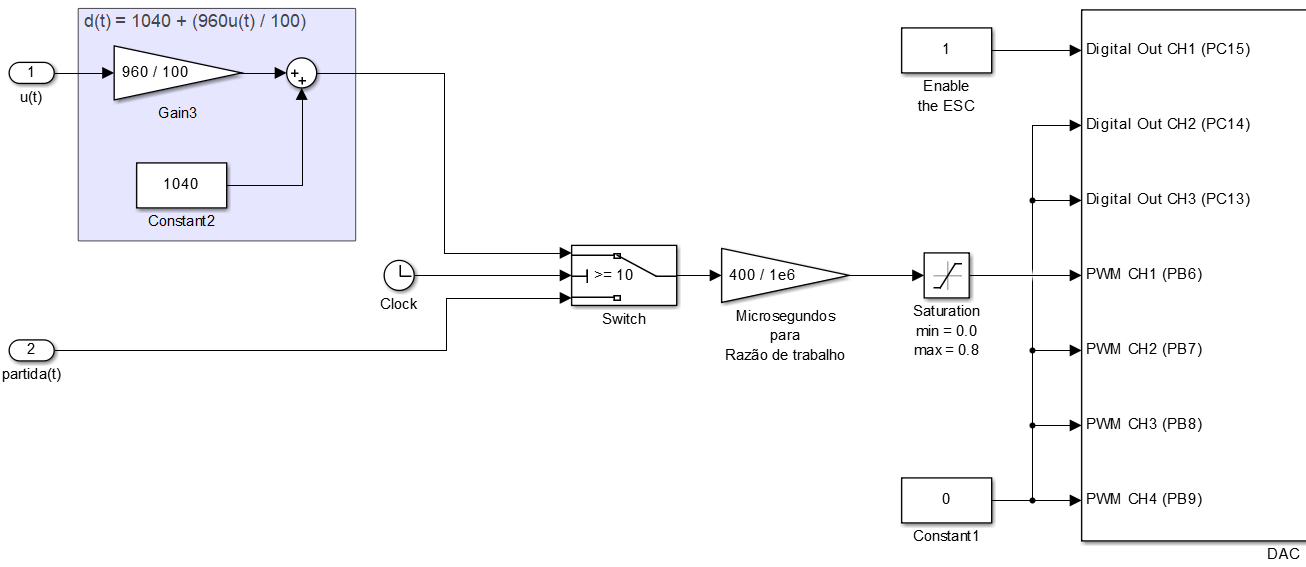 d(t) = 1040 + (960u(t) / 100)
1
u(t)
960 / 100
Gain3
1040
Constant2
Clock
>= 10
Switch
2
partida(t)
400 / 1e6
Microsegundos
para
Razão de trabalho
Saturation
min = 0.0
max = 0.8
1
Enable
the ESC
0
Constant1
Digital Out CH1 (PC15)
Digital Out CH2 (PC14)
Digital Out CH3 (PC13)
PWM CH1 (PB6)
PWM CH2 (PB7)
PWM CH3 (PB8)
PWM CH4 (PB9)
DAC